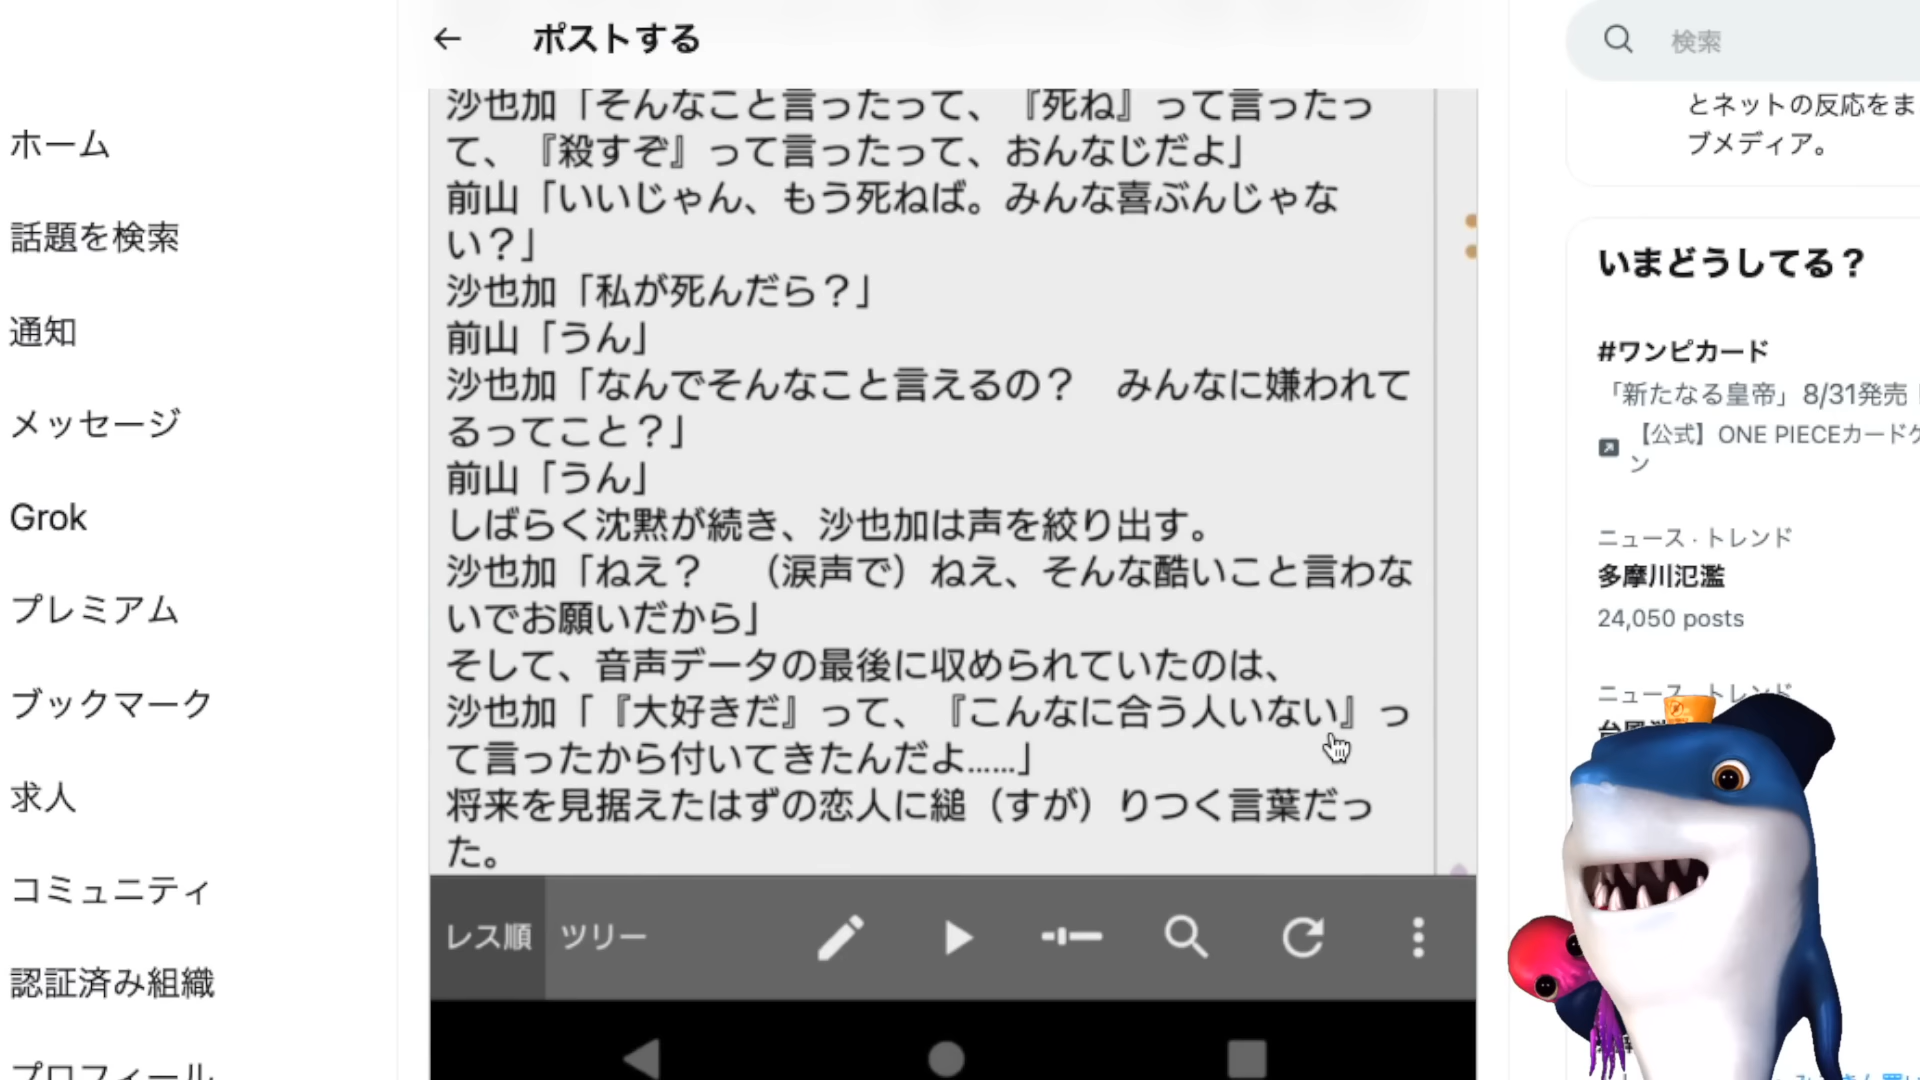 ポストする
検索
ホーム
話題を検索
通知
メッセージ
Grok
プレミアム
ブックマーク
求人
コミュニティ
認証済み組織
プロフィール
沙也加「そんなこと言ったって、『死ね』って言ったっ
て、『殺すぞ』って言ったって、おんなじだよ」
前山「いいじゃん、もう死ねば。みんな喜ぶんじゃな
い？」
沙也加「私が死んだら？」
前山「うん」
沙也加「なんでそんなこと言えるの？　みんなに嫌われて
るってこと？」
前山「うん」
しばらく沈黙が続き、沙也加は声を絞り出す。
沙也加「ねえ？　（涙声で）ねえ、そんな酷いこと言わな
いでお願いだから」
そして、音声データの最後に収められていたのは、
沙也加「『大好きだ』って、『こんなに合う人いない』っ
て言ったから付いてきたんだよ……」
将来を見据えたはずの恋人に縋（すが）りつく言葉だっ
た。
レス順
ツリー
とネットの反応をま
ブメディア。
いまどうしてる？
#ワンピカード
「新たなる皇帝」8/31発売
【公式】ONE PIECEカードゲ
ン
ニュース · トレンド
多摩川氾濫
24,050 posts
ニュース · トレンド